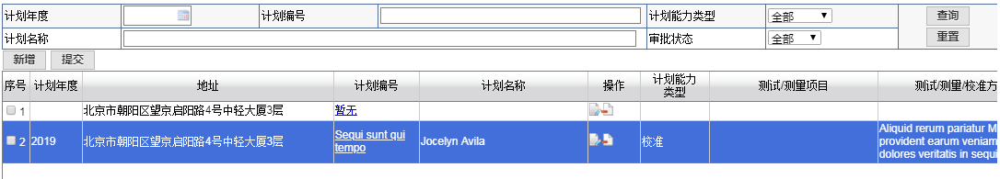 计划年度 计划编号 计划能力类型 全部 查询
计划名称 审批状态 全部 重置
新增 提交
序号 计划年度 地址 计划编号 计划名称 操作 计划能力 测试/测量项目 测试/测量/校准方
类型
1 北京市朝阳区望京启阳路4号中轻大厦3层 暂无
Aliquid rerum pariatur M
2 2019 北京市朝阳区望京启阳路4号中轻大厦3层 Sequi sunt qui Jocelyn Avila 校准 provident earum veniam
tempo dolores veritatis in sequi